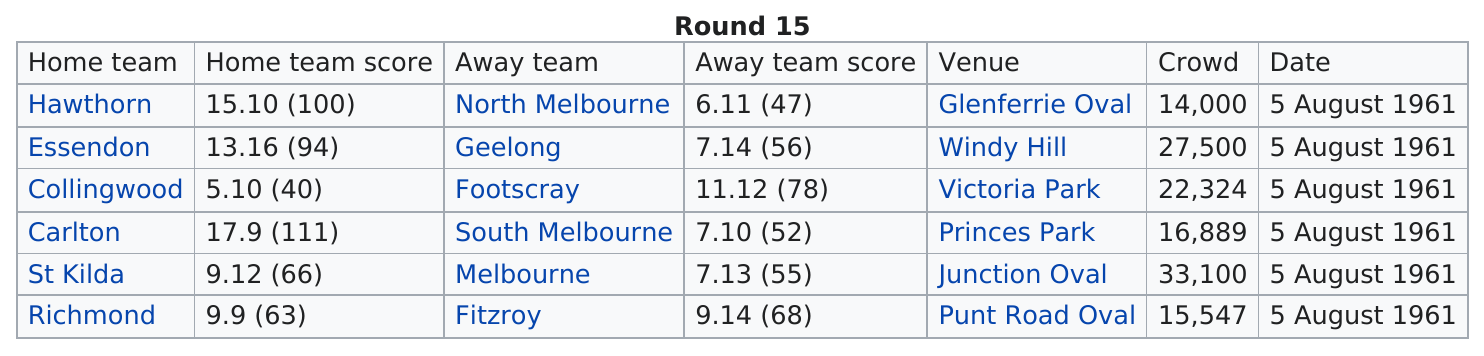 Round 15
Home team Home team score Away team Away team score Venue Crowd Date
Hawthorn 15.10 (100) North Melbourne 6.11 (47) Glenferrie Oval 14,000 5 August 1961
Essendon 13.16 (94) Geelong 7.14 (56) Windy Hill 27,500 5 August 1961
Collingwood 5.10 (40) Footscray 11.12 (78) Victoria Park 22,324 5 August 1961
Carlton 17.9 (111) South Melbourne 7.10 (52) Princes Park 16,889 5 August 1961
St Kilda 9.12 (66) Melbourne 7.13 (55) Junction Oval 33,100 5 August 1961
Richmond 9.9 (63) Fitzroy 9.14 (68) Punt Road Oval 15,547 5 August 1961